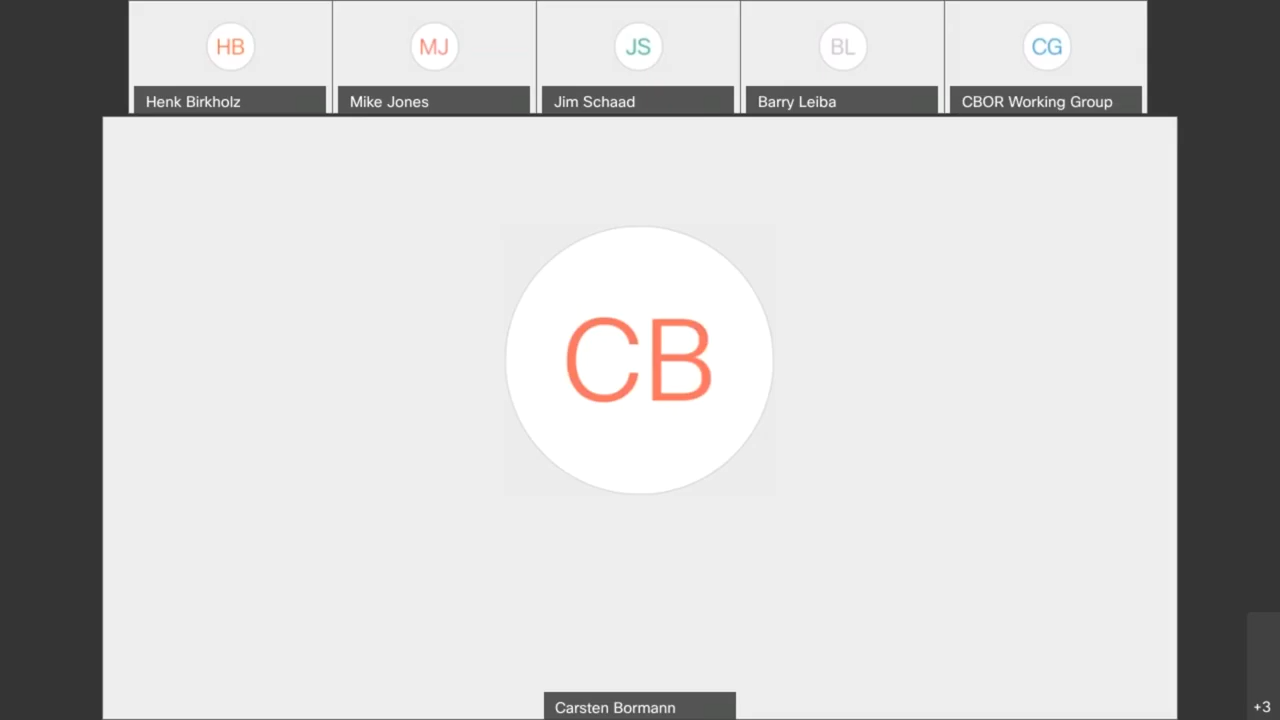 HB
MJ
JS
BL
CG
Henk Birkholz
Mike Jones
Jim Schaad
Barry Leiba
CBOR Working Group
CB
Carsten Bormann
+3